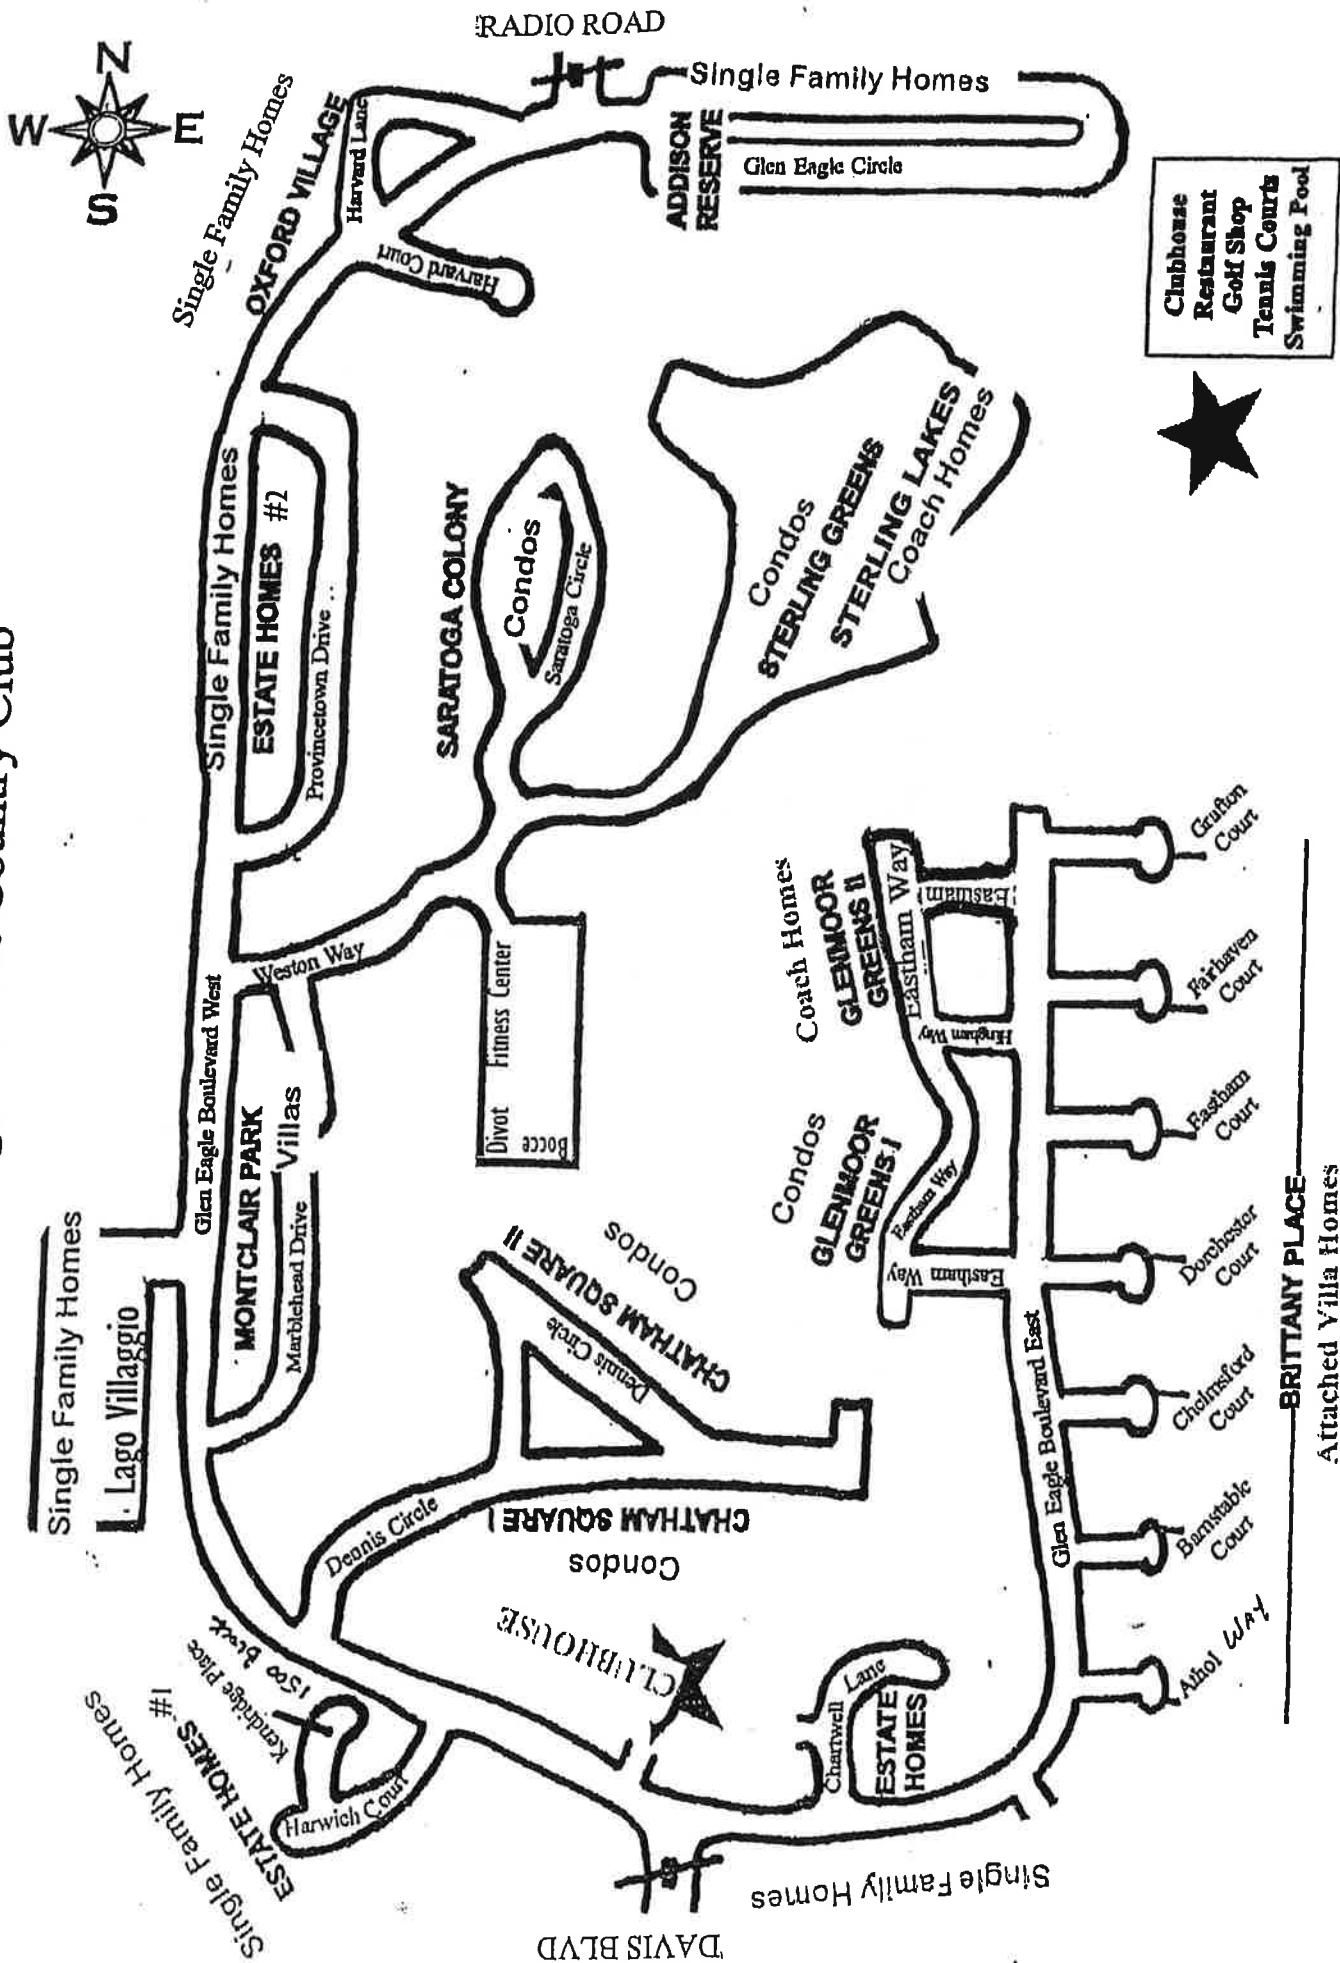 Country Club
RADIO ROAD
N
W
E
S
Single Family Homes
OXFORD VILLAGE
Harvard Lane
Harvard Court
Single Family Homes
ADDISON
RESERVE
Glen Eagle Circle
Clubhouse
Restaurant
Golf Shop
Tennis Courts
Swimming Pool
Single Family Homes
ESTATE HOMES #2
Provincetown Drive
SARATOGA COLONY
Condos
Saratoga Circle
Condos
STERLING GREENS
STERLING LAKES
Coach Homes
Glen Eagle Boulevard West
Weston Way
MONTCLAIR PARK
Villas
Marblehead Drive
Divot Fitness Center
Bocce
Single Family Homes
Lago Villaggio
Coach Homes
GLENMOOR
GREENS II
Eastham Way
Eastham
Hingham Way
Condos
GLENMOOR
GREENS I
Eastham Way
Eastham Way
Glen Eagle Boulevard East
Grafton
Court
Fairhaven
Court
Eastham
Court
Dorchester
Court
Chelmsford
Court
Barnstable
Court
Athol Way
BRITTANY PLACE
Attached Villa Homes
CHATHAM SQUARE II
Condos
Dennis Circle
Dennis Circle
CHATHAM SQUARE I
Condos
CLUBHOUSE
Single Family Homes
ESTATE HOMES #1
Single Family Homes
Kendridge Place
1500 Block
Harwich Court
Chartwell Lane
ESTATE
HOMES
Single Family Homes
DAVIS BLVD